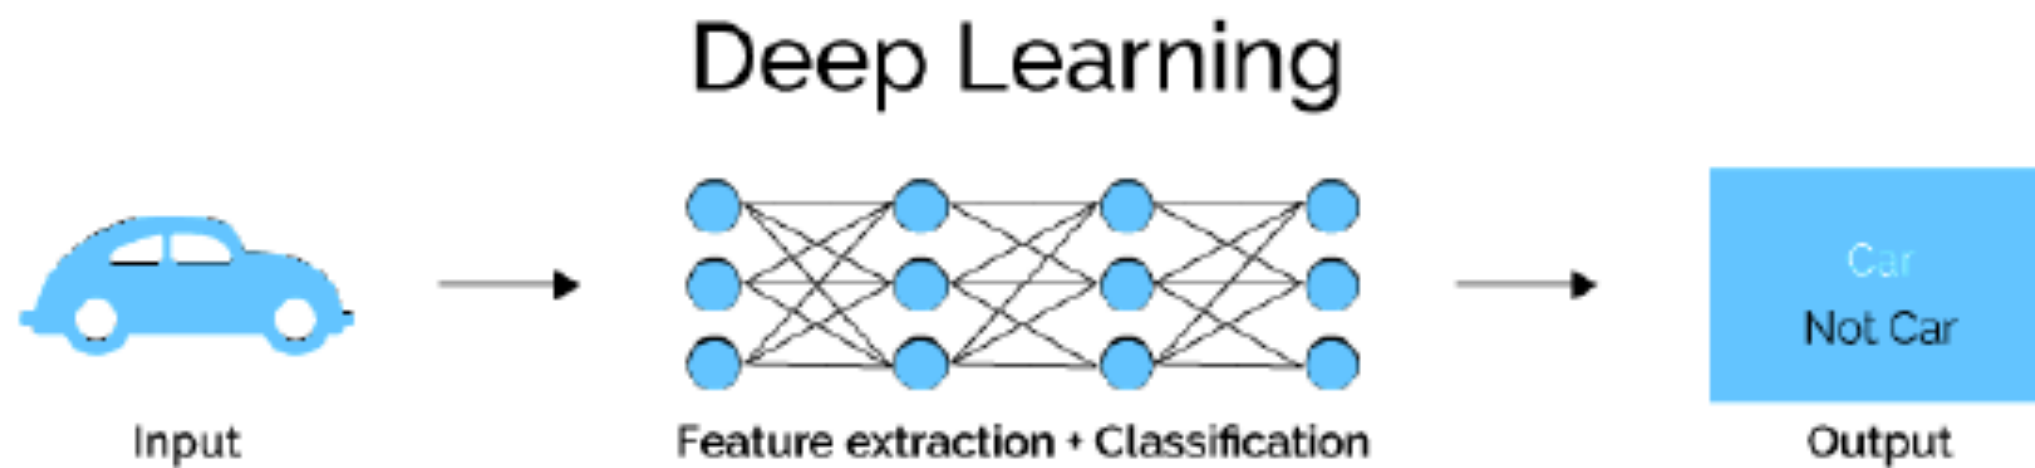 Deep Learning
Car
Not Car
Input
Feature extraction + Classification
Output